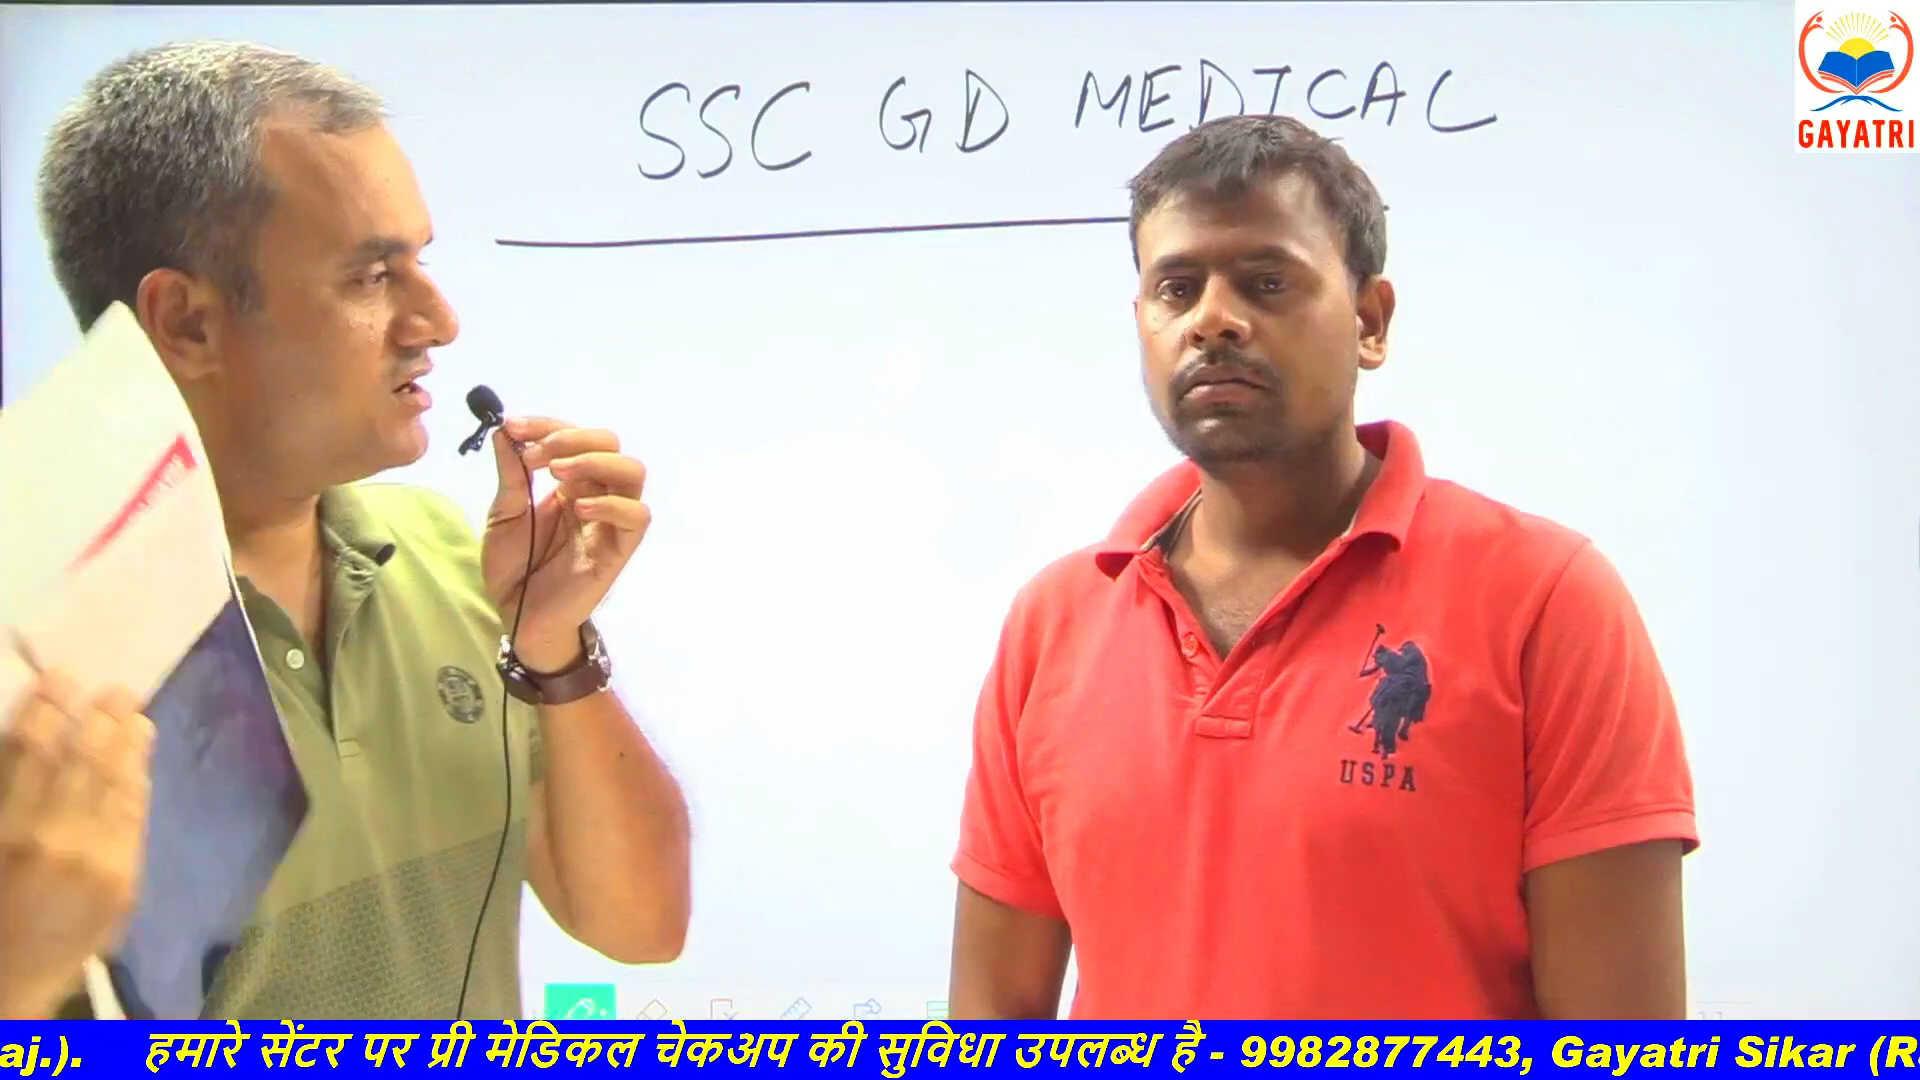 SSC GD MEDICAL
GAYATRI
USPA
aj.). हमारे सेंटर पर प्री मेडिकल चेकअप की सुविधा उपलब्ध है - 9982877443, Gayatri Sikar (R